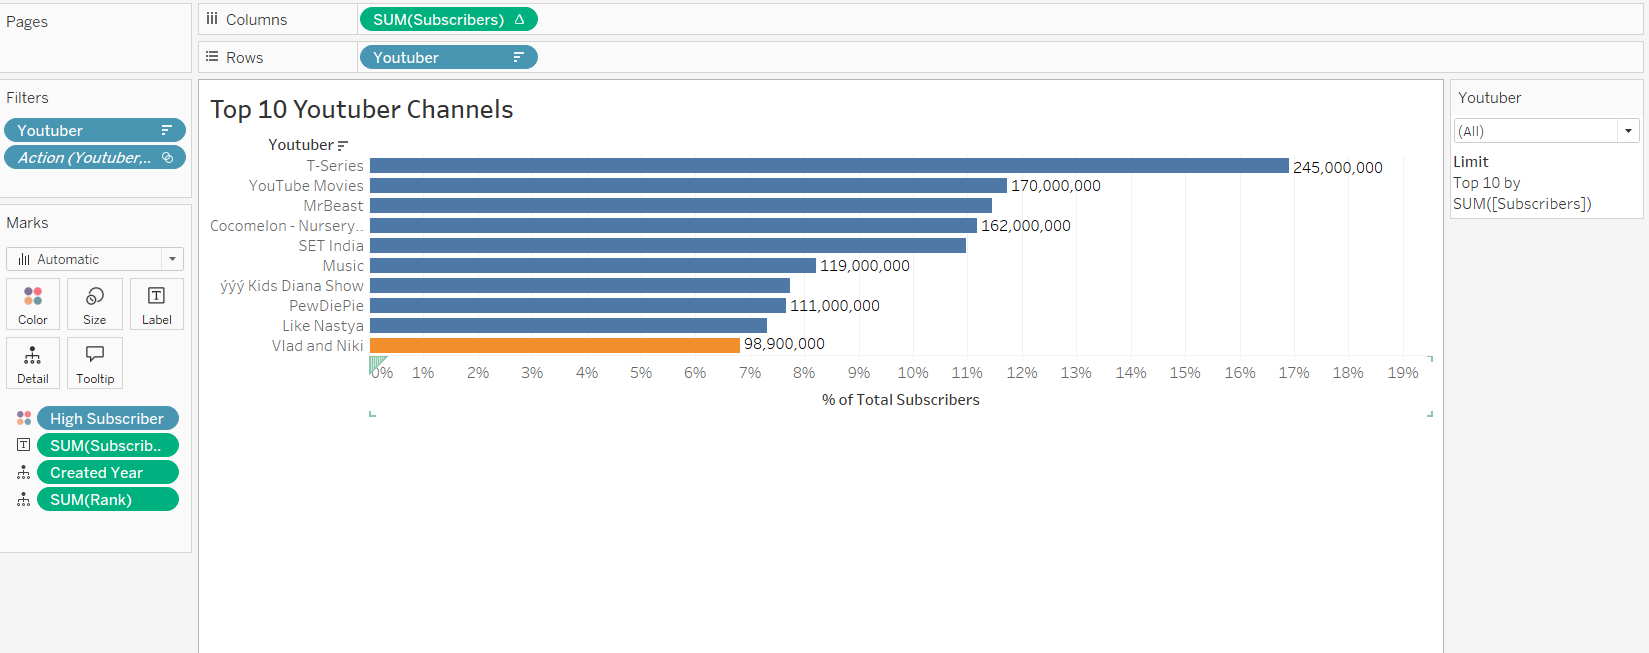 Pages
Columns
SUM(Subscribers) Δ
Rows
Youtuber
Filters
Youtuber
Action (Youtuber,..
Marks
Automatic
Color
Size
Label
Detail
Tooltip
High Subscriber
SUM(Subscrib..
Created Year
SUM(Rank)
Top 10 Youtuber Channels
Youtuber
T-Series 245,000,000
YouTube Movies 170,000,000
MrBeast
Cocomelon - Nursery.. 162,000,000
SET India
Music 119,000,000
ýýý Kids Diana Show
PewDiePie 111,000,000
Like Nastya
Vlad and Niki 98,900,000
0% 1% 2% 3% 4% 5% 6% 7% 8% 9% 10% 11% 12% 13% 14% 15% 16% 17% 18% 19%
% of Total Subscribers
Youtuber
(All)
Limit
Top 10 by
SUM([Subscribers])